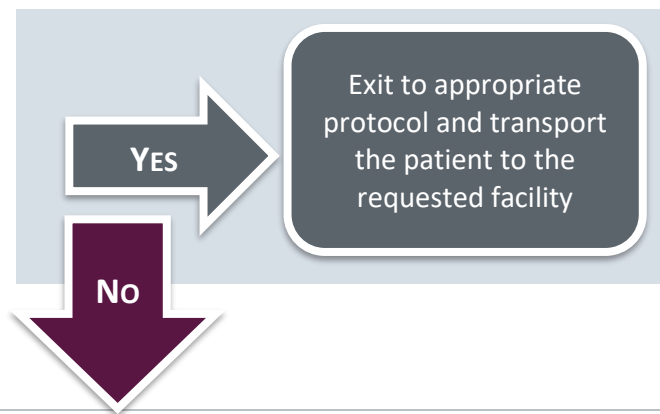 YES
Exit to appropriate
protocol and transport
the patient to the
requested facility
NO